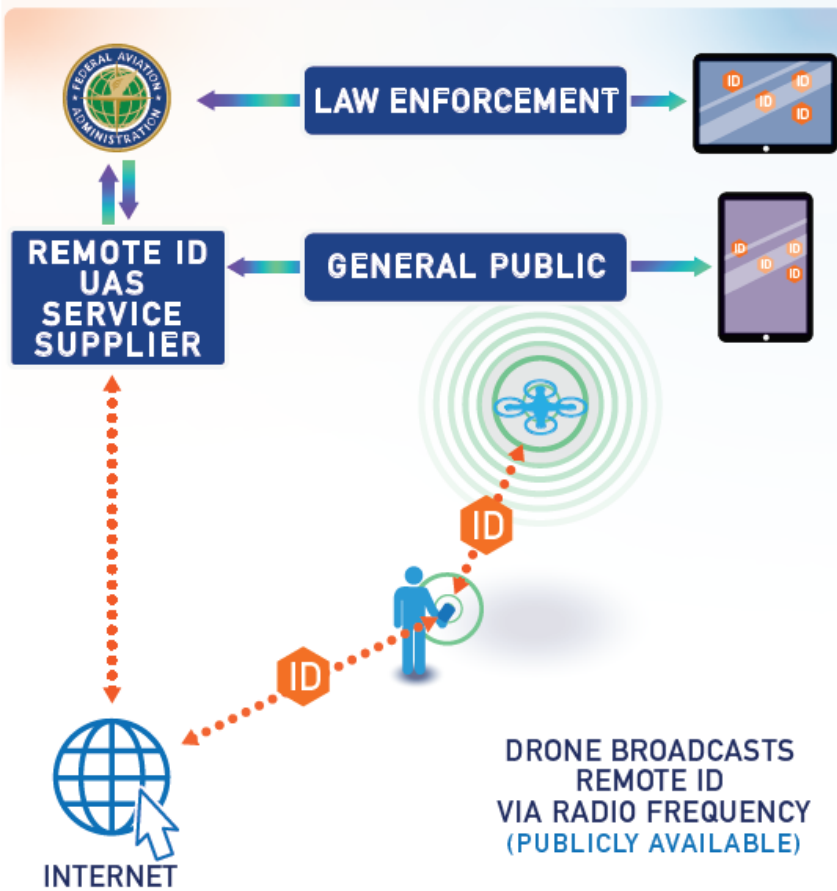 FEDERAL AVIATION
ADMINISTRATION
LAW ENFORCEMENT
ID
ID
ID
ID
REMOTE ID
UAS
SERVICE
SUPPLIER
GENERAL PUBLIC
ID
ID
ID
ID
ID
ID
DRONE BROADCASTS
REMOTE ID
VIA RADIO FREQUENCY
(PUBLICLY AVAILABLE)
INTERNET